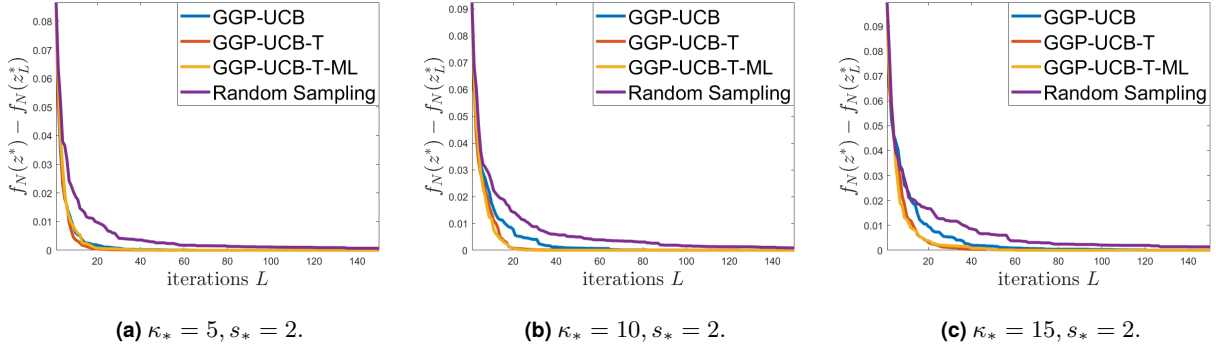 GGP-UCB
GGP-UCB-T
GGP-UCB-T-ML
Random Sampling
f_N(z*) − f_N(z*_L)
0.08
0.07
0.06
0.05
0.04
0.03
0.02
0.01
0
20 40 60 80 100 120 140
iterations L
(a) κ_* = 5, s_* = 2.
GGP-UCB
GGP-UCB-T
GGP-UCB-T-ML
Random Sampling
f_N(z*) − f_N(z*_L)
0.09
0.08
0.07
0.06
0.05
0.04
0.03
0.02
0.01
0
20 40 60 80 100 120 140
iterations L
(b) κ_* = 10, s_* = 2.
GGP-UCB
GGP-UCB-T
GGP-UCB-T-ML
Random Sampling
f_N(z*) − f_N(z*_L)
0.09
0.08
0.07
0.06
0.05
0.04
0.03
0.02
0.01
0
20 40 60 80 100 120 140
iterations L
(c) κ_* = 15, s_* = 2.